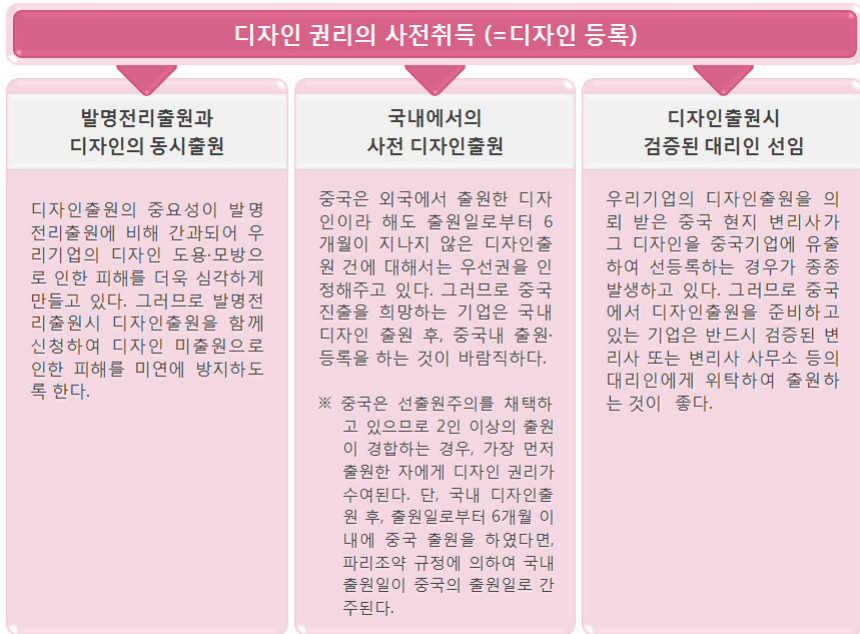 디자인 권리의 사전취득 (=디자인 등록)
발명전리출원과
디자인의 동시출원
디자인출원의 중요성이 발명
전리출원에 비해 간과되어 우
리기업의 디자인 도용·모방으
로 인한 피해를 더욱 심각하게
만들고 있다. 그러므로 발명전
리출원시 디자인출원을 함께
신청하여 디자인 미출원으로
인한 피해를 미연에 방지하도
록 한다.
국내에서의
사전 디자인출원
중국은 외국에서 출원한 디자
인이라 해도 출원일로부터 6
개월이 지나지 않은 디자인출
원 건에 대해서는 우선권을 인
정해주고 있다. 그러므로 중국
진출을 희망하는 기업은 국내
디자인 출원 후, 중국내 출원·
등록을 하는 것이 바람직하다.
※ 중국은 선출원주의를 채택하
고 있으므로 2인 이상의 출원
이 경합하는 경우, 가장 먼저
출원한 자에게 디자인 권리가
수여된다. 단, 국내 디자인출
원 후, 출원일로부터 6개월 이
내에 중국 출원을 하였다면,
파리조약 규정에 의하여 국내
출원일이 중국의 출원일로 간
주된다.
디자인출원시
검증된 대리인 선임
우리기업의 디자인출원을 의
뢰 받은 중국 현지 변리사가
그 디자인을 중국기업에 유출
하여 선등록하는 경우가 종종
발생하고 있다. 그러므로 중국
에서 디자인출원을 준비하고
있는 기업은 반드시 검증된 변
리사 또는 변리사 사무소 등의
대리인에게 위탁하여 출원하
는 것이 좋다.